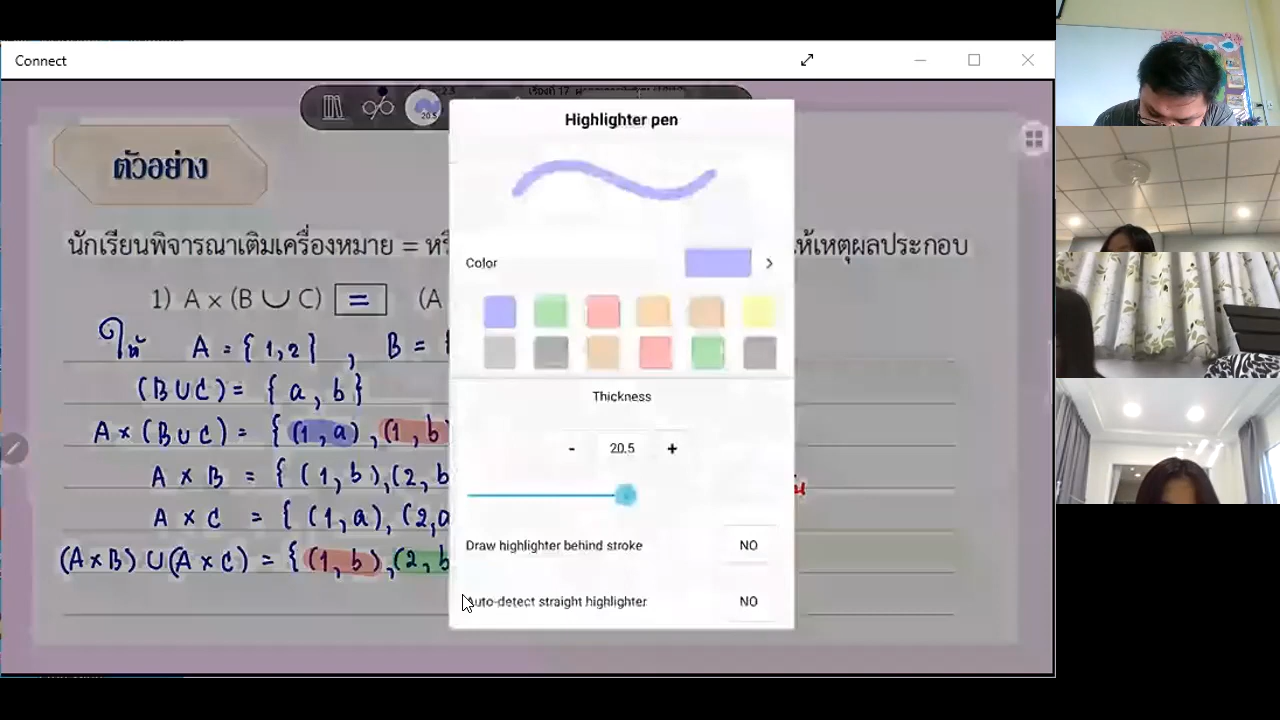 Connect
20.5
Highlighter pen
ตัวอย่าง
นักเรียนพิจารณาเติมเครื่องหมาย = ห
ให้เหตุผลประกอบ
Color
1) A × (B ∪ C) = (A
ให้ A = {1,2} , B = {
(B∪C) = {a, b}
Thickness
A × (B∪C) = {(1,a),(1,b)
- 20.5 +
A × B = {(1,b),(2,b
A × C = {(1,a),(2,a
Draw highlighter behind stroke NO
(A×B) ∪(A×C) = {(1,b),(2,b
Auto-detect straight highlighter NO